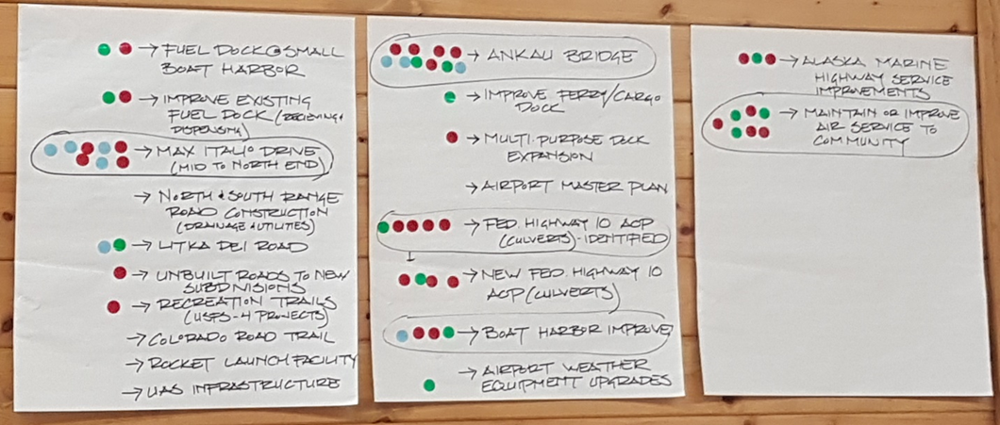 → FUEL DOCK @ SMALL
BOAT HARBOR
→ IMPROVE EXISTING
FUEL DOCK (RECIEVING &
DISPENSING)
→ MAX ITALIO DRIVE
(MID TO NORTH END)
→ NORTH & SOUTH RANGE
ROAD CONSTRUCTION
(DRAINAGE & UTILITIES)
→ LITKA DEI ROAD
→ UNBUILT ROADS TO NEW
SUBDIVISIONS
→ RECREATION TRAILS
(USFS-4 PROJECTS)
→ COLORADO ROAD TRAIL
→ ROCKET LAUNCH FACILITY
→ UAS INFRASTRUCTURE
→ ANKAU BRIDGE
→ IMPROVE FERRY/CARGO
DOCK
→ MULTI-PURPOSE DOCK
EXPANSION
→ AIRPORT MASTER PLAN
→ FED. HIGHWAY 10 AOP
(CULVERTS)-IDENTIFIED
→ NEW FED. HIGHWAY 10
AOP (CULVERTS)
→ BOAT HARBOR IMPROVE
→ AIRPORT WEATHER
EQUIPMENT UPGRADES
→ ALASKA MARINE
HIGHWAY SERVICE
IMPROVEMENTS
→ MAINTAIN OR IMPROVE
AIR SERVICE TO
COMMUNITY